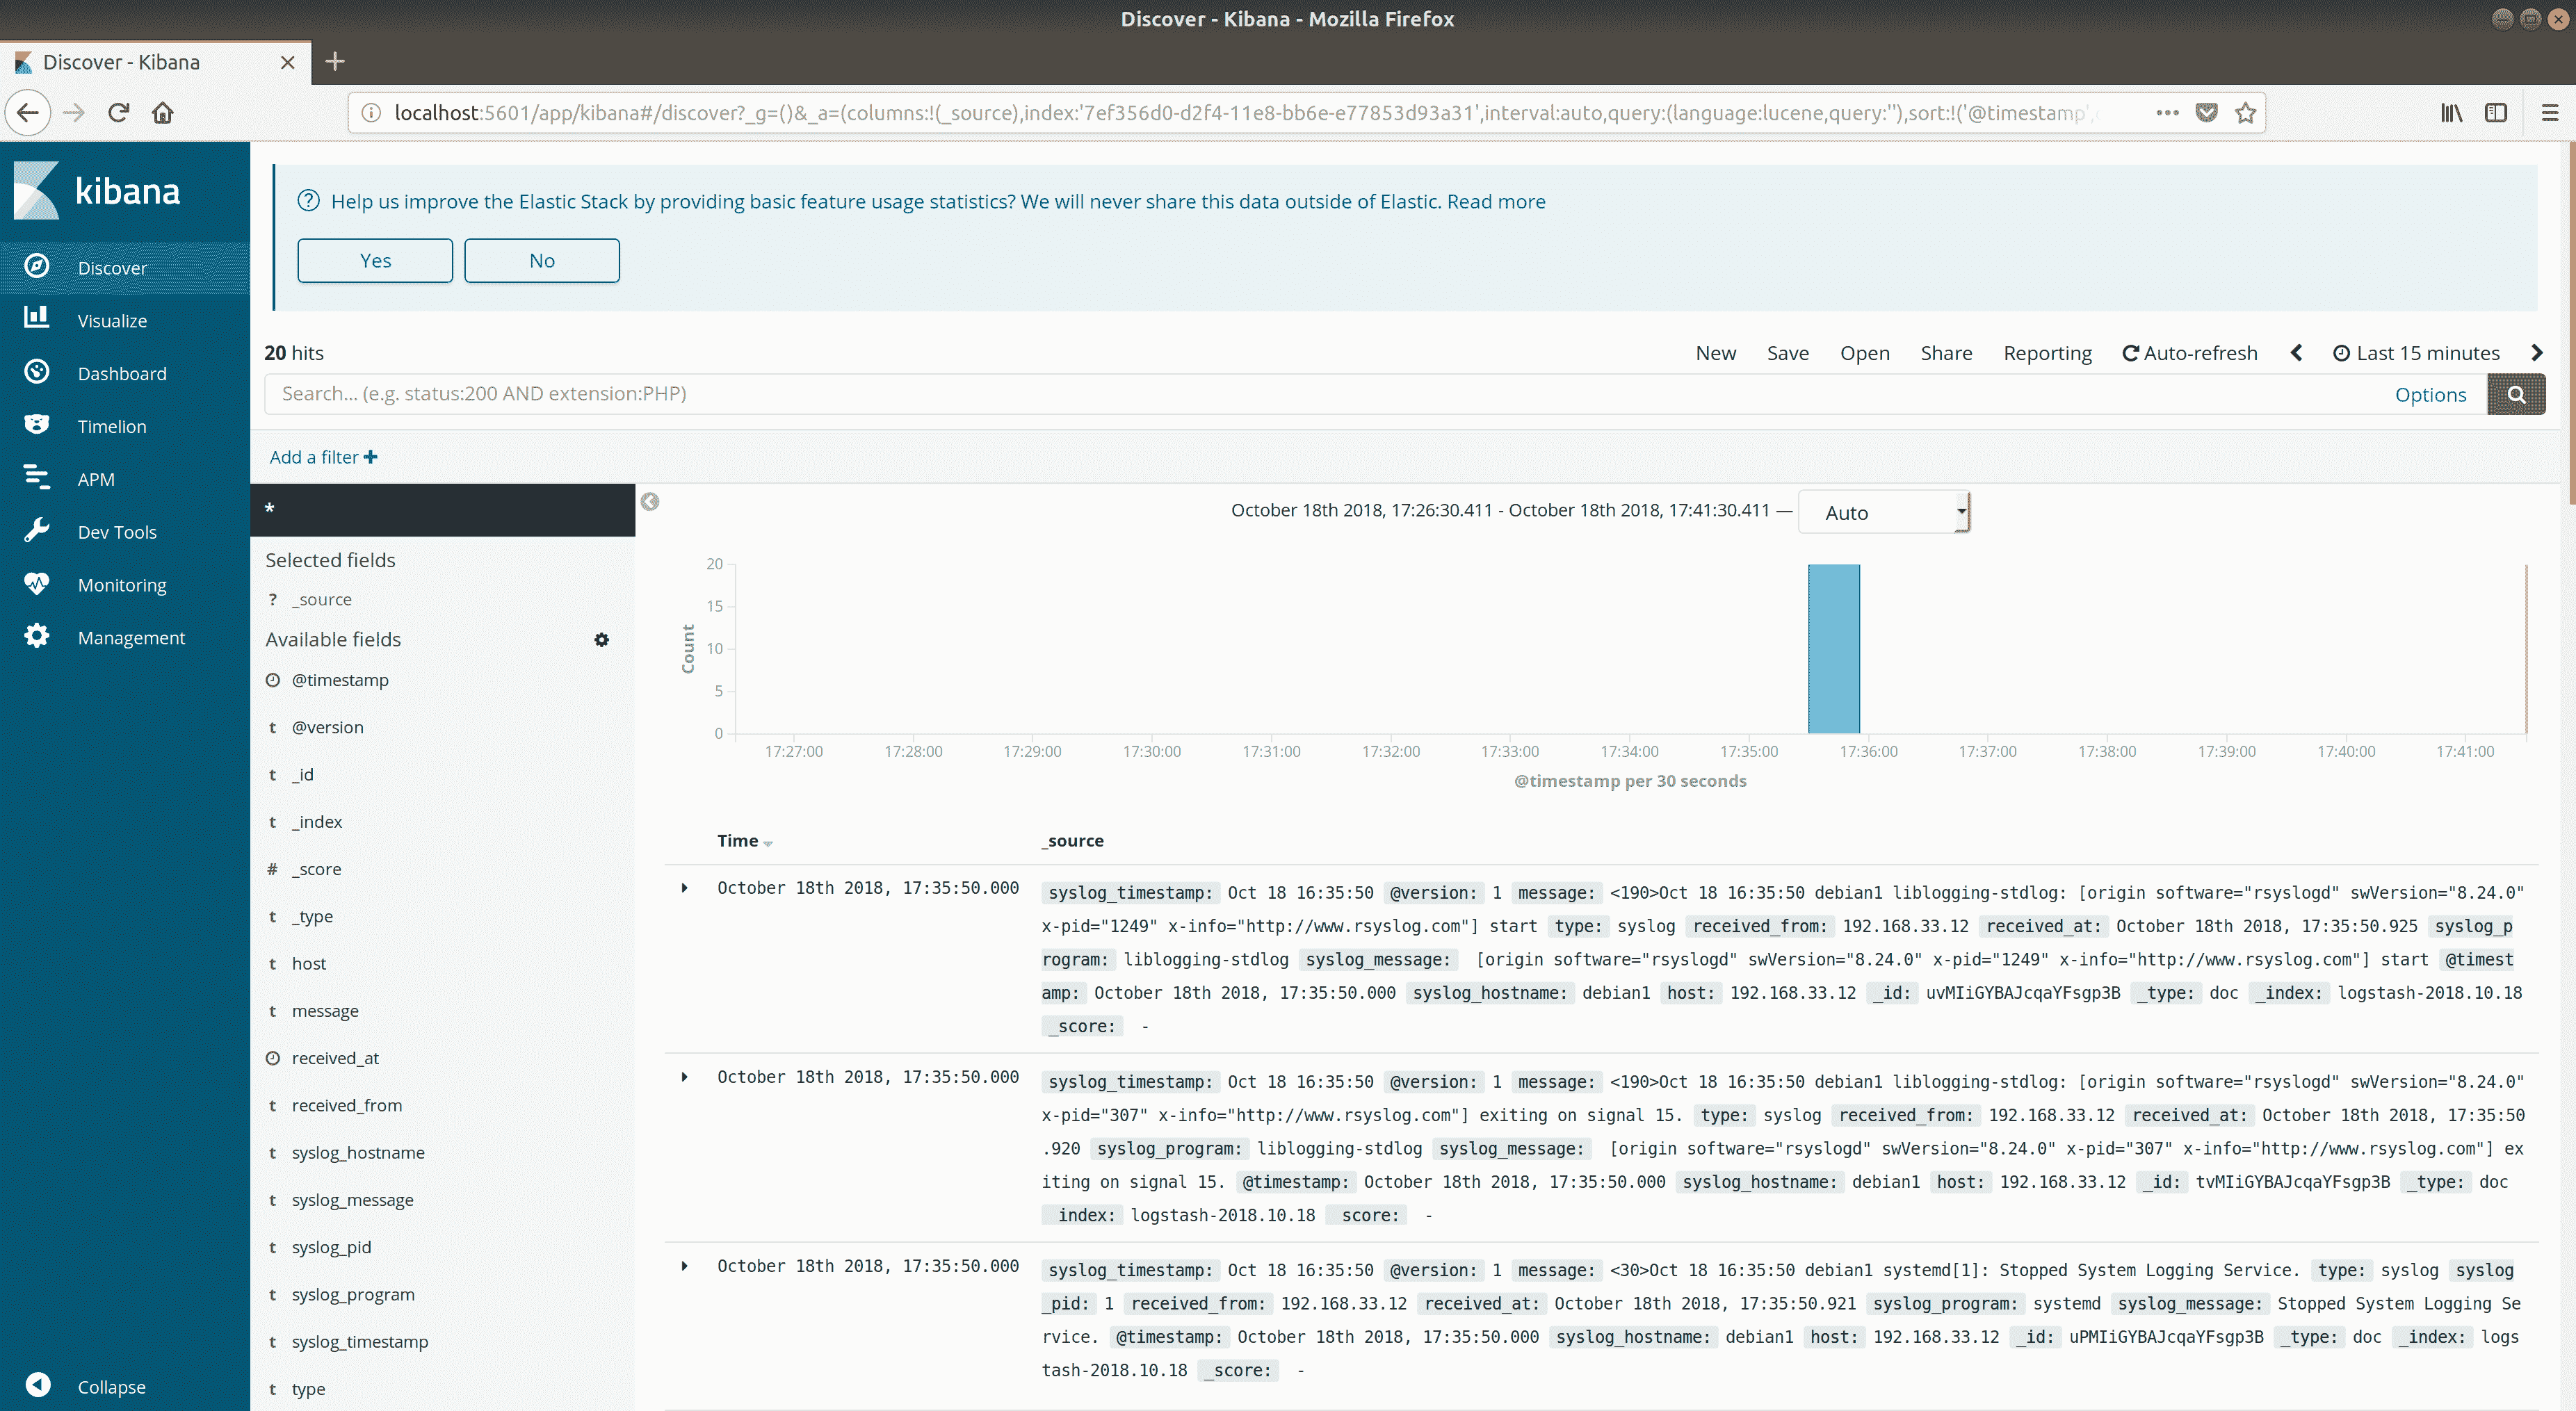 Discover - Kibana - Mozilla Firefox
Discover - Kibana
localhost:5601/app/kibana#/discover?_g=()&_a=(columns:!(_source),index:'7ef356d0-d2f4-11e8-bb6e-e77853d93a31',interval:auto,query:(language:lucene,query:''),sort:!('@timestamp',
kibana
Discover
Visualize
Dashboard
Timelion
APM
Dev Tools
Monitoring
Management
Collapse
Help us improve the Elastic Stack by providing basic feature usage statistics? We will never share this data outside of Elastic. Read more
Yes No
20 hits New Save Open Share Reporting Auto-refresh Last 15 minutes
Search... (e.g. status:200 AND extension:PHP) Options
Add a filter +
*
Selected fields
? _source
Available fields
@timestamp
t @version
t _id
t _index
# _score
t _type
t host
t message
received_at
t received_from
t syslog_hostname
t syslog_message
t syslog_pid
t syslog_program
t syslog_timestamp
t type
October 18th 2018, 17:26:30.411 - October 18th 2018, 17:41:30.411 — Auto
Count
20
15
10
5
0
17:27:00 17:28:00 17:29:00 17:30:00 17:31:00 17:32:00 17:33:00 17:34:00 17:35:00 17:36:00 17:37:00 17:38:00 17:39:00 17:40:00 17:41:00
@timestamp per 30 seconds
Time _source
October 18th 2018, 17:35:50.000 syslog_timestamp: Oct 18 16:35:50 @version: 1 message: <190>Oct 18 16:35:50 debian1 liblogging-stdlog: [origin software="rsyslogd" swVersion="8.24.0"
x-pid="1249" x-info="http://www.rsyslog.com"] start type: syslog received_from: 192.168.33.12 received_at: October 18th 2018, 17:35:50.925 syslog_p
rogram: liblogging-stdlog syslog_message: [origin software="rsyslogd" swVersion="8.24.0" x-pid="1249" x-info="http://www.rsyslog.com"] start @timest
amp: October 18th 2018, 17:35:50.000 syslog_hostname: debian1 host: 192.168.33.12 _id: uvMIiGYBAJcqaYFsgp3B _type: doc _index: logstash-2018.10.18
_score: -
October 18th 2018, 17:35:50.000 syslog_timestamp: Oct 18 16:35:50 @version: 1 message: <190>Oct 18 16:35:50 debian1 liblogging-stdlog: [origin software="rsyslogd" swVersion="8.24.0"
x-pid="307" x-info="http://www.rsyslog.com"] exiting on signal 15. type: syslog received_from: 192.168.33.12 received_at: October 18th 2018, 17:35:50
.920 syslog_program: liblogging-stdlog syslog_message: [origin software="rsyslogd" swVersion="8.24.0" x-pid="307" x-info="http://www.rsyslog.com"] ex
iting on signal 15. @timestamp: October 18th 2018, 17:35:50.000 syslog_hostname: debian1 host: 192.168.33.12 _id: tvMIiGYBAJcqaYFsgp3B _type: doc
_index: logstash-2018.10.18 _score: -
October 18th 2018, 17:35:50.000 syslog_timestamp: Oct 18 16:35:50 @version: 1 message: <30>Oct 18 16:35:50 debian1 systemd[1]: Stopped System Logging Service. type: syslog syslog
_pid: 1 received_from: 192.168.33.12 received_at: October 18th 2018, 17:35:50.921 syslog_program: systemd syslog_message: Stopped System Logging Se
rvice. @timestamp: October 18th 2018, 17:35:50.000 syslog_hostname: debian1 host: 192.168.33.12 _id: uPMIiGYBAJcqaYFsgp3B _type: doc _index: logs
tash-2018.10.18 _score: -